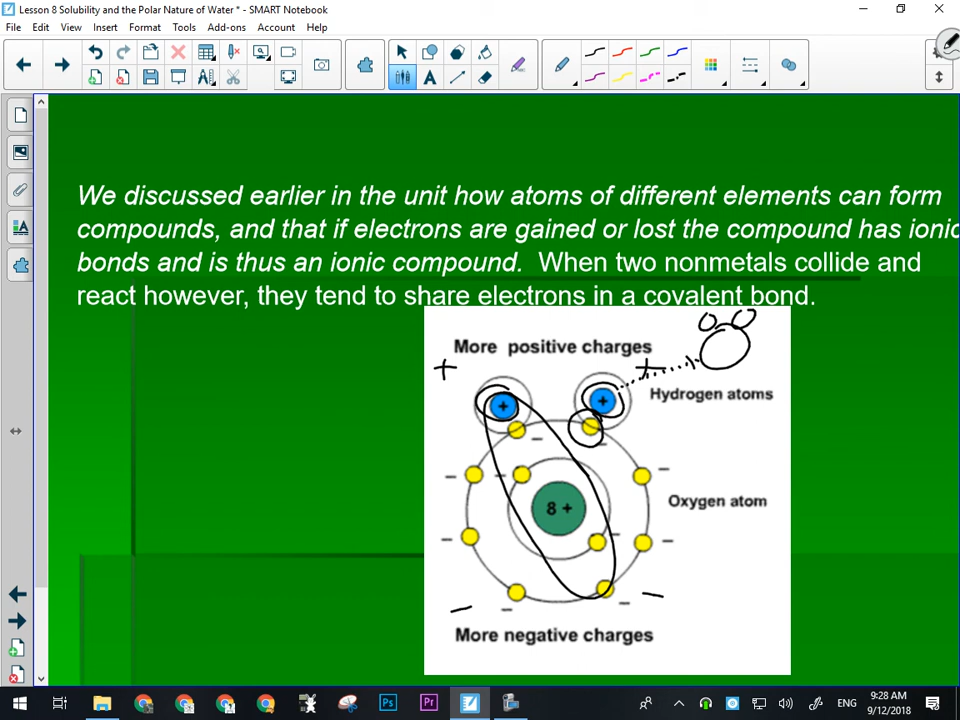 Lesson 8 Solubility and the Polar Nature of Water * - SMART Notebook
File Edit View Insert Format Tools Add-ons Account Help
We discussed earlier in the unit how atoms of different elements can form
compounds, and that if electrons are gained or lost the compound has ionic
bonds and is thus an ionic compound. When two nonmetals collide and
react however, they tend to share electrons in a covalent bond.
More positive charges
+ +
Hydrogen atoms
+ +
Oxygen atom
8 +
More negative charges
ENG
9:28 AM
9/12/2018